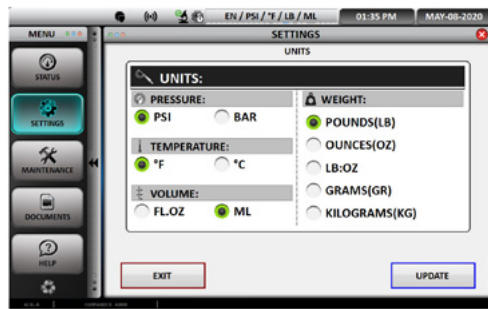 EN / PSI / °F / LB / ML
01:35 PM
MAY-08-2020
MENU
SETTINGS
UNITS
STATUS
SETTINGS
MAINTENANCE
DOCUMENTS
HELP
UNITS:
PRESSURE:
PSI
BAR
TEMPERATURE:
°F
°C
VOLUME:
FL.OZ
ML
WEIGHT:
POUNDS(LB)
OUNCES(OZ)
LB:OZ
GRAMS(GR)
KILOGRAMS(KG)
EXIT
UPDATE